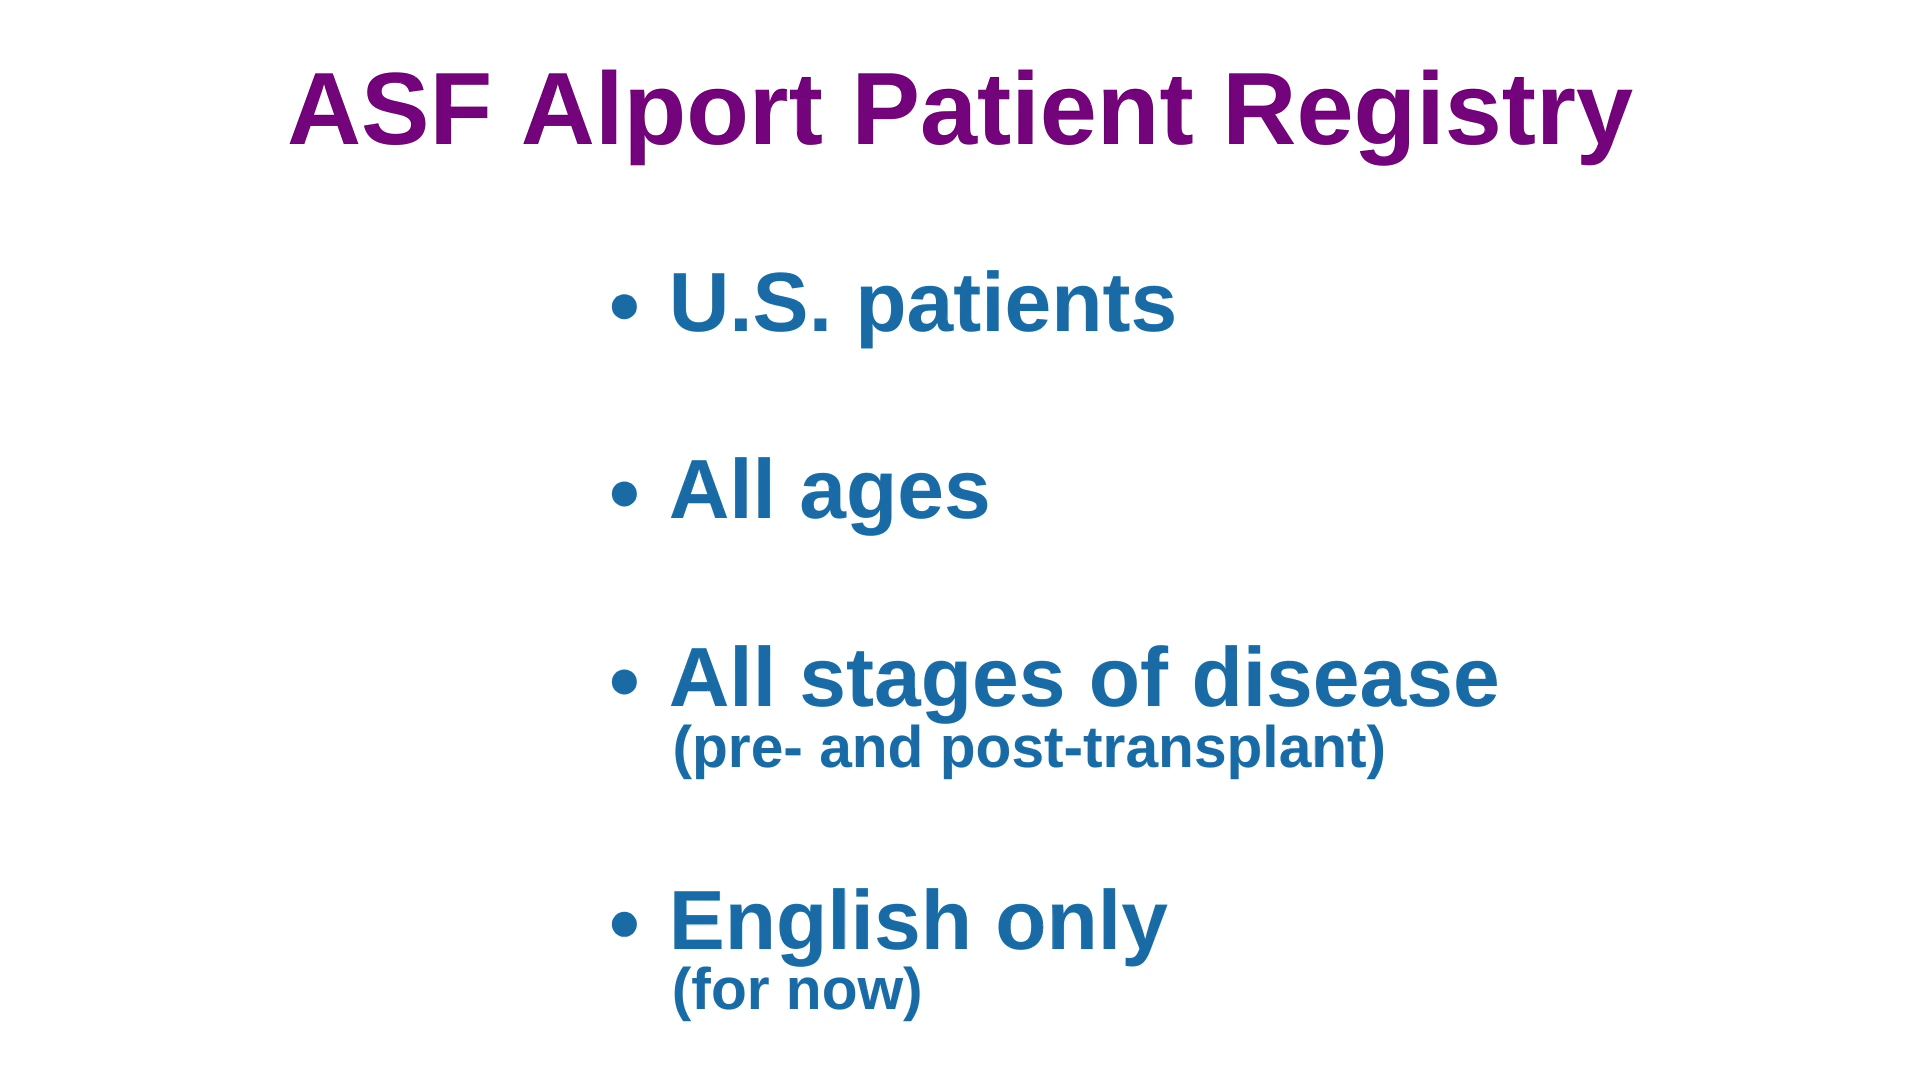 ASF Alport Patient Registry
• U.S. patients
• All ages
• All stages of disease
(pre- and post-transplant)
• English only
(for now)